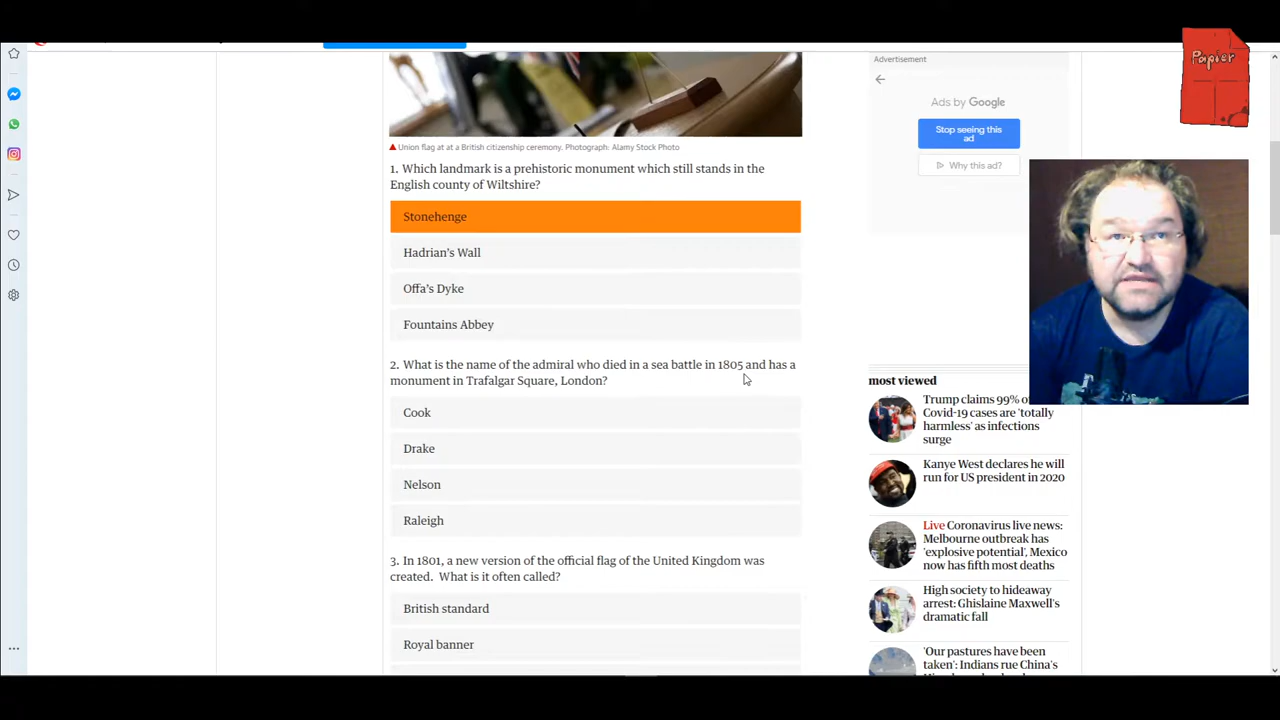 Papier
Advertisement
Ads by Google
Stop seeing this
ad
Why this ad?
Union flag at at a British citizenship ceremony. Photograph: Alamy Stock Photo
1. Which landmark is a prehistoric monument which still stands in the
English county of Wiltshire?
Stonehenge
Hadrian's Wall
Offa's Dyke
Fountains Abbey
2. What is the name of the admiral who died in a sea battle in 1805 and has a
monument in Trafalgar Square, London?
Cook
Drake
Nelson
Raleigh
3. In 1801, a new version of the official flag of the United Kingdom was
created. What is it often called?
British standard
Royal banner
most viewed
Trump claims 99% of
Covid-19 cases are 'totally
harmless' as infections
surge
Kanye West declares he will
run for US president in 2020
Live Coronavirus live news:
Melbourne outbreak has
'explosive potential', Mexico
now has fifth most deaths
High society to hideaway
arrest: Ghislaine Maxwell's
dramatic fall
'Our pastures have been
taken': Indians rue China's